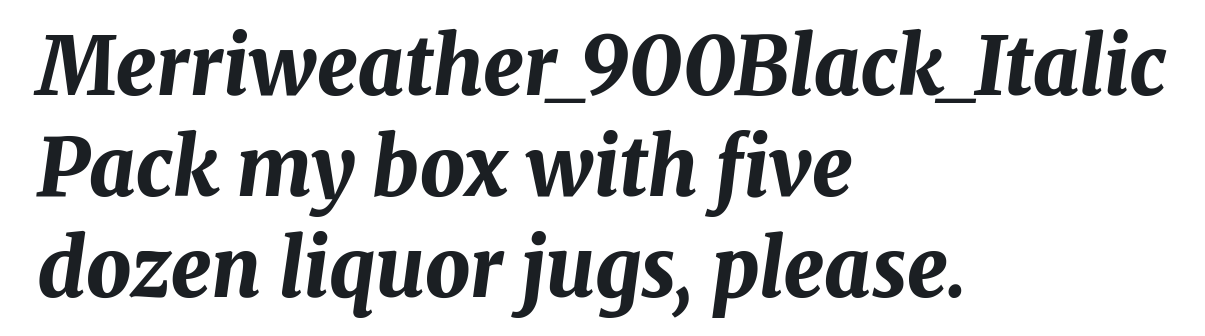 Merriweather_900Black_Italic
Pack my box with five
dozen liquor jugs, please.